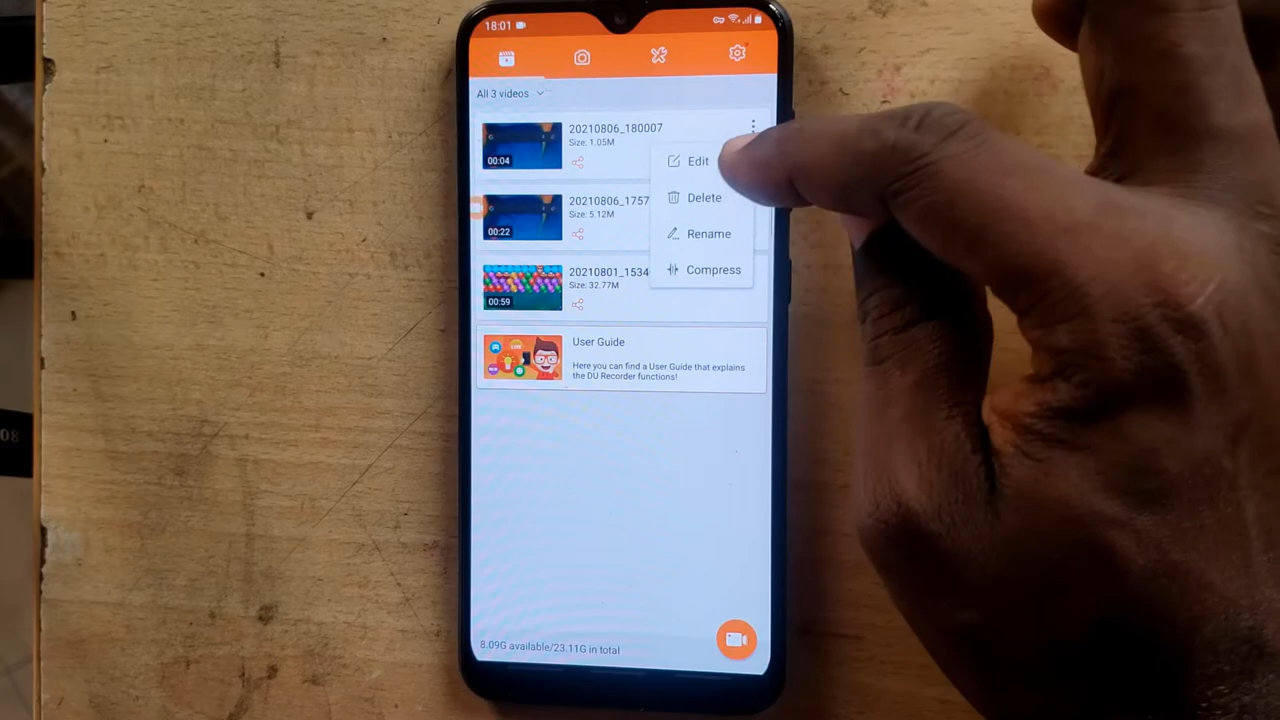 18:01
All 3 videos
20210806_180007
Size: 1.05M
00:04
Edit
Delete
20210806_1757
Size: 5.12M
00:22
Rename
Compress
20210801_1534
Size: 32.77M
00:59
User Guide
LIVE
Here you can find a User Guide that explains
the DU Recorder functions!
8.09G available/23.11G in total
08